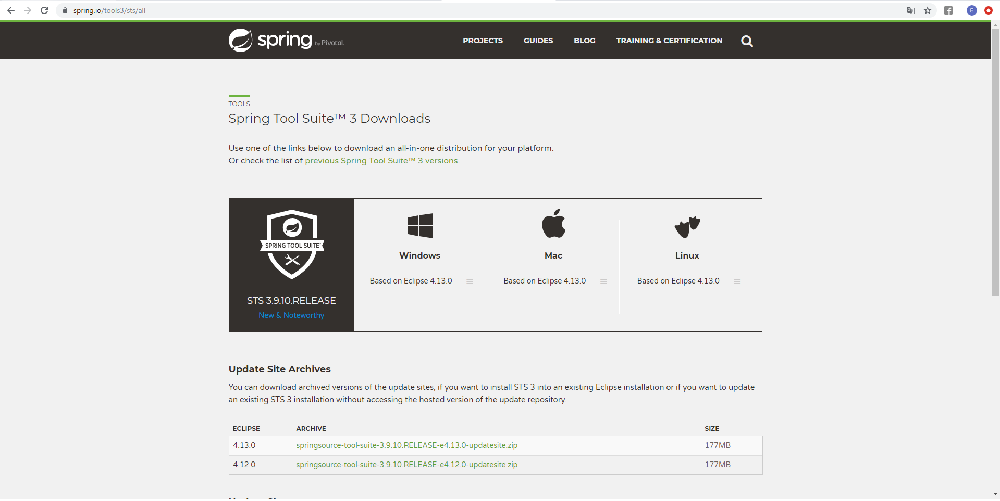 spring.io/tools3/sts/all
E
spring by Pivotal.
PROJECTS GUIDES BLOG TRAINING & CERTIFICATION
TOOLS
Spring Tool Suite™ 3 Downloads
Use one of the links below to download an all-in-one distribution for your platform.
Or check the list of previous Spring Tool Suite™ 3 versions.
SPRING TOOL SUITE™
STS 3.9.10.RELEASE
New & Noteworthy
Windows
Based on Eclipse 4.13.0
Mac
Based on Eclipse 4.13.0
Linux
Based on Eclipse 4.13.0
Update Site Archives
You can download archived versions of the update sites, if you want to install STS 3 into an existing Eclipse installation or if you want to update
an existing STS 3 installation without accessing the hosted version of the update repository.
ECLIPSE ARCHIVE SIZE
4.13.0 springsource-tool-suite-3.9.10.RELEASE-e4.13.0-updatesite.zip 177MB
4.12.0 springsource-tool-suite-3.9.10.RELEASE-e4.12.0-updatesite.zip 177MB